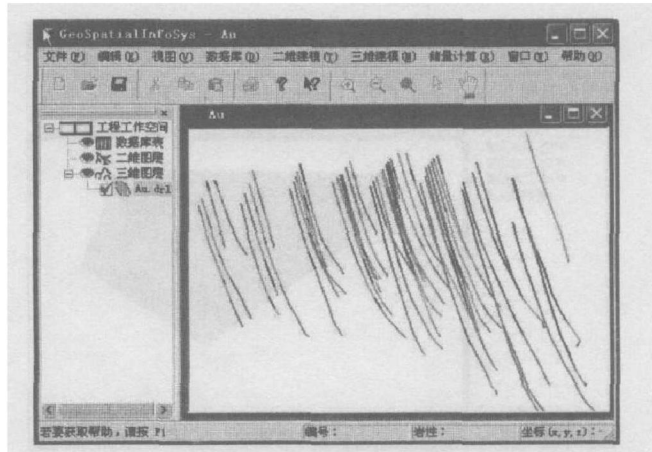 GeoSpatialInfoSys - Au
文件(F) 编辑(E) 视图(V) 数据库(D) 二维建模(T) 三维建模(M) 储量计算(R) 窗口(W) 帮助(H)
Au
工程工作空间
数据库表
二维图层
三维图层
Au.drl
若要获取帮助，请按 F1 编号： 岩性： 坐标(x,y,z)：-